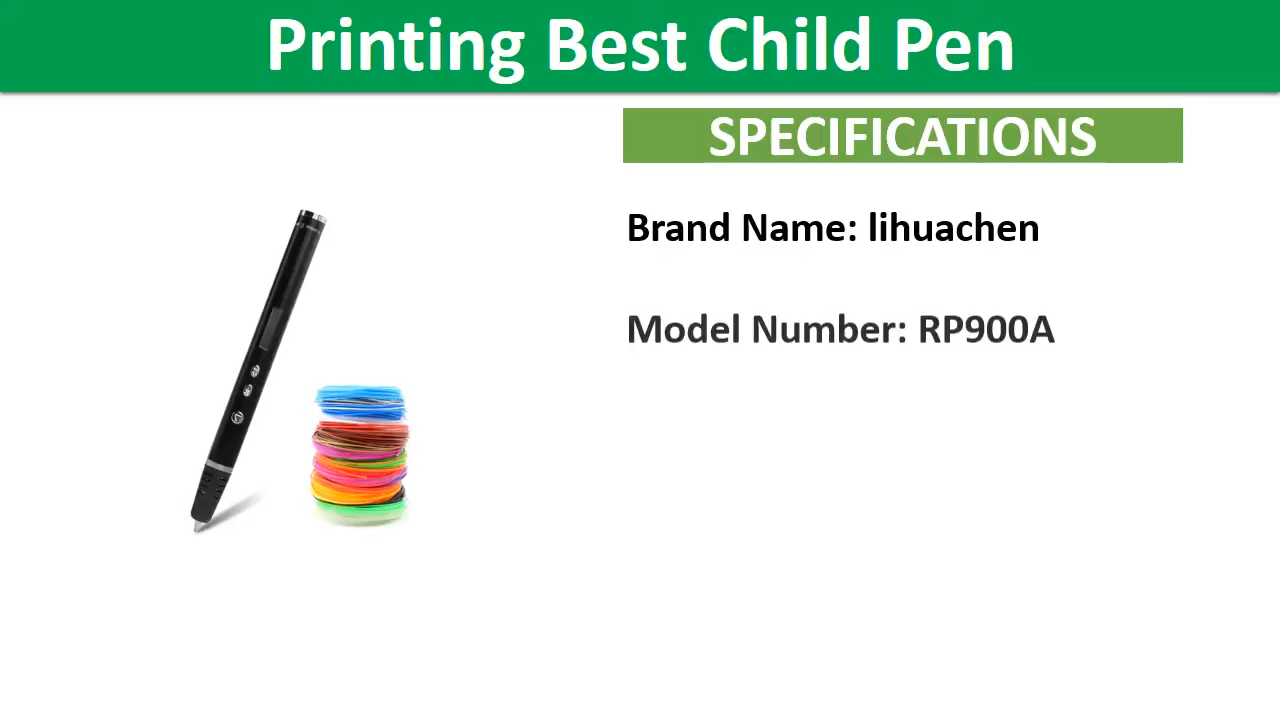 Printing Best Child Pen
SPECIFICATIONS
Brand Name: lihuachen
Model Number: RP900A